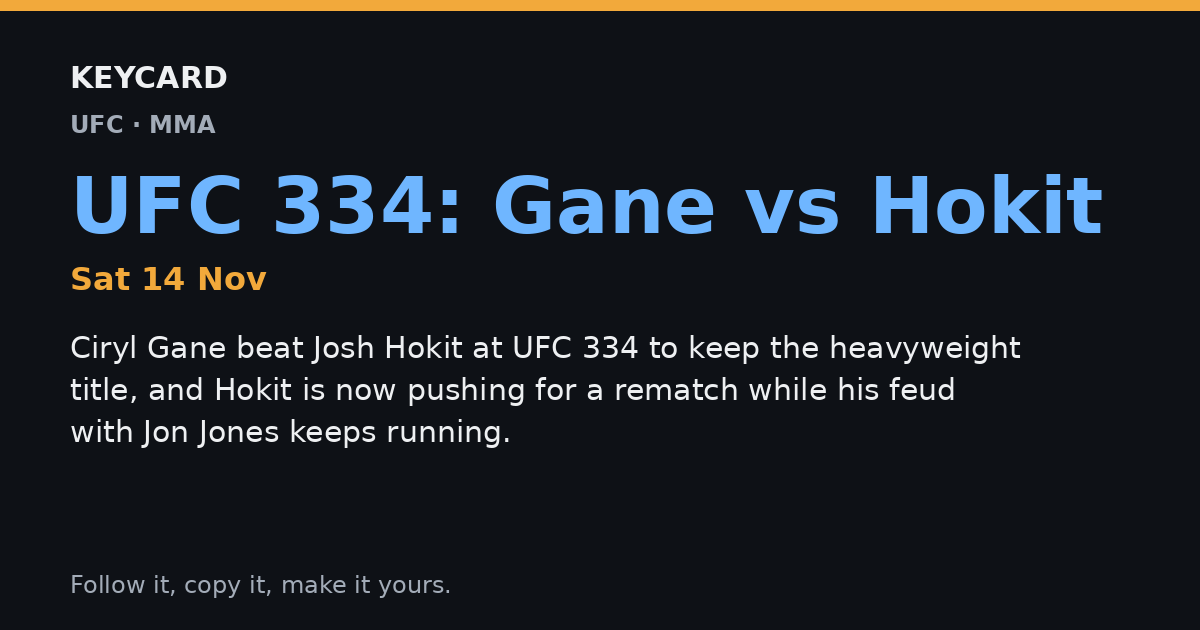 KEYCARD
UFC · MMA
UFC 334: Gane vs Hokit
Sat 14 Nov
Ciryl Gane beat Josh Hokit at UFC 334 to keep the heavyweight
title, and Hokit is now pushing for a rematch while his feud
with Jon Jones keeps running.
Follow it, copy it, make it yours.